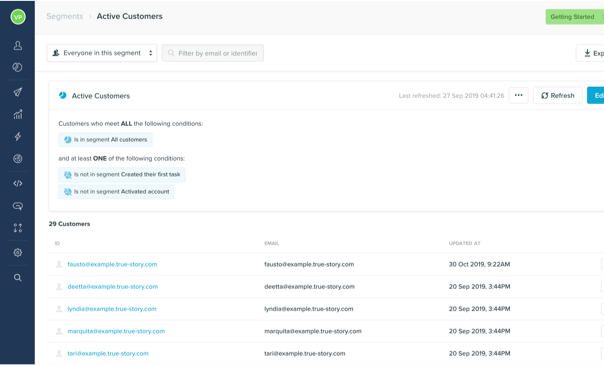 VP
Segments > Active Customers
Getting Started
Everyone in this segment
Filter by email or identifier
Exp
Active Customers
Last refreshed: 27 Sep 2019 04:41:26
Refresh
Edi
Customers who meet ALL the following conditions:
Is in segment All customers
and at least ONE of the following conditions:
Is not in segment Created their first task
Is not in segment Activated account
29 Customers
ID EMAIL UPDATED AT
fausto@example.true-story.com fausto@example.true-story.com 30 Oct 2019, 9:22AM
deetta@example.true-story.com deetta@example.true-story.com 20 Sep 2019, 3:44PM
lyndia@example.true-story.com lyndia@example.true-story.com 20 Sep 2019, 3:44PM
marquita@example.true-story.com marquita@example.true-story.com 20 Sep 2019, 3:44PM
tari@example.true-story.com tari@example.true-story.com 20 Sep 2019, 3:44PM